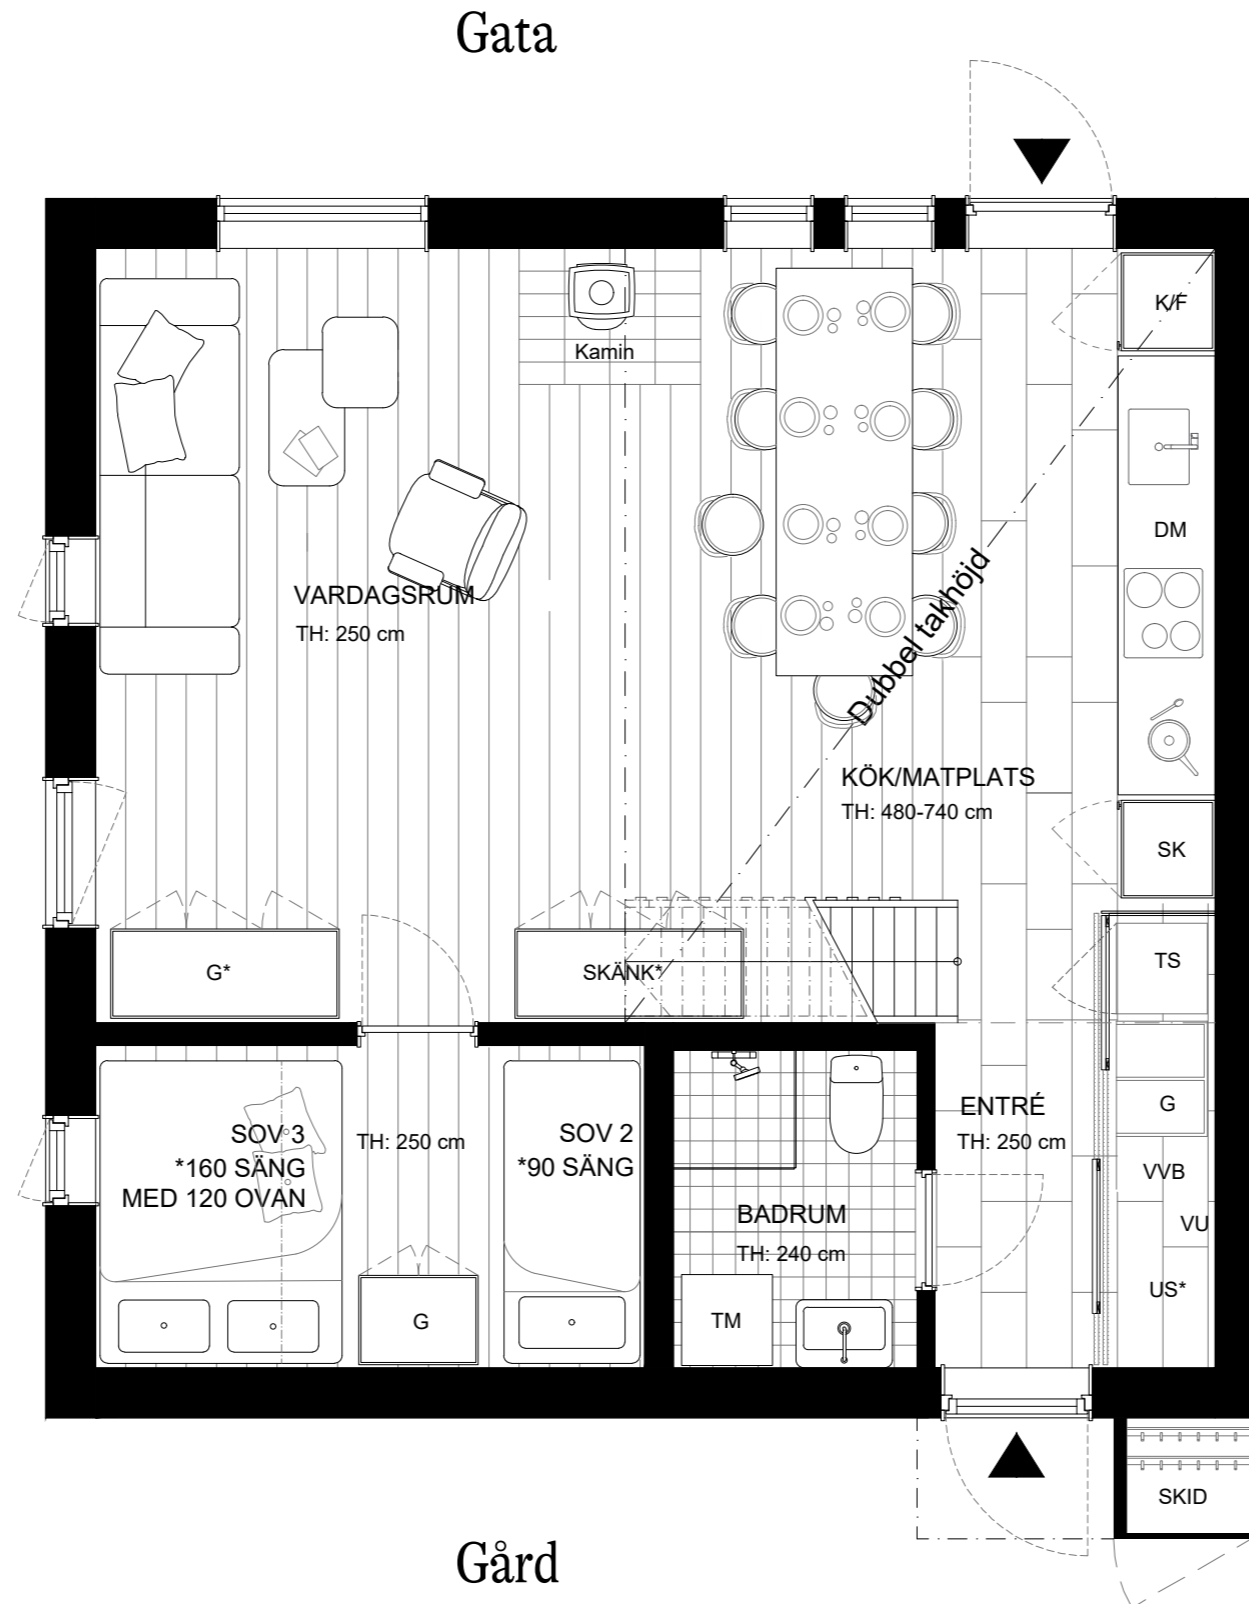 Gata
K/F
Kamin
DM
Dubbel takhöjd
VARDAGSRUM
TH: 250 cm
KÖK/MATPLATS
TH: 480-740 cm
SK
G*
SKÄNK*
TS
SOV 3
*160 SÄNG
MED 120 OVAN
TH: 250 cm
SOV 2
*90 SÄNG
ENTRÉ
TH: 250 cm
G
VVB
VU
BADRUM
TH: 240 cm
US*
G
TM
SKID
Gård